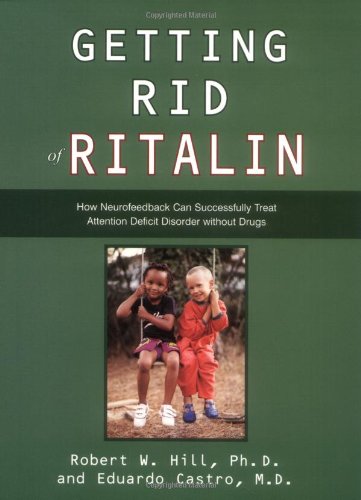 GETTING
RID
of RITALIN
How Neurofeedback Can Successfully Treat
Attention Deficit Disorder without Drugs
Robert W. Hill, Ph.D.
and Eduardo Castro, M.D.